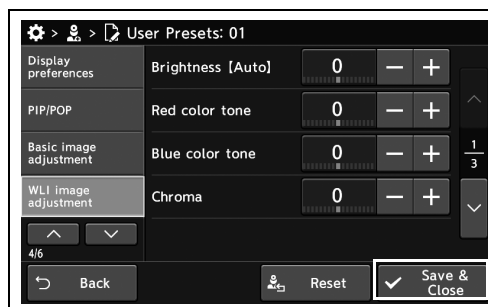 > > User Presets: 01
Display
preferences
PIP/POP
Basic image
adjustment
WLI image
adjustment
4/6
Brightness [Auto] 0 − +
Red color tone 0 − +
Blue color tone 0 − +
Chroma 0 − +
1
3
Back
Reset
Save &
Close